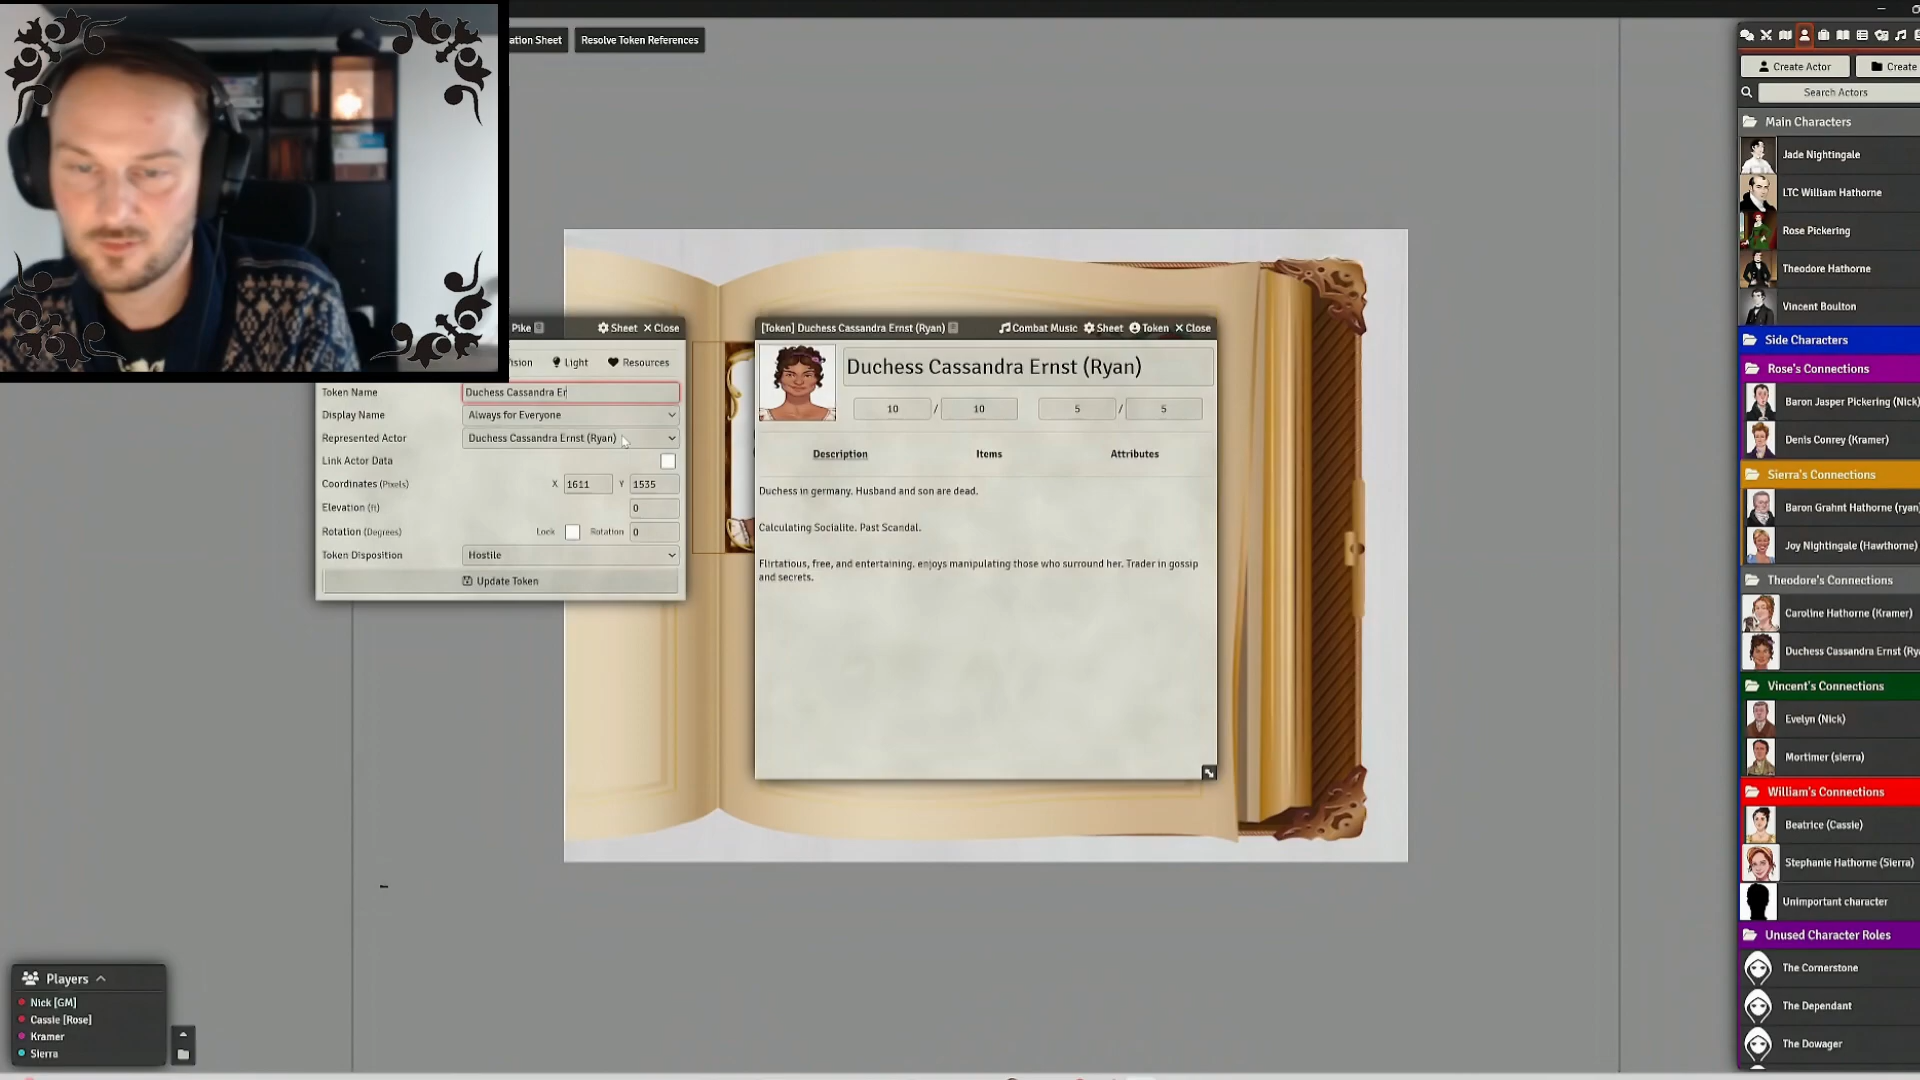 ation Sheet
Resolve Token References
Create Actor
Create
Search Actors
Main Characters
Jade Nightingale
LTC William Hathorne
Rose Pickering
Theodore Hathorne
Vincent Boulton
Side Characters
Rose's Connections
Baron Jasper Pickering (Nick)
Denis Conrey (Kramer)
Sierra's Connections
Baron Grahnt Hathorne (ryan)
Joy Nightingale (Hawthorne)
Theodore's Connections
Caroline Hathorne (Kramer)
Duchess Cassandra Ernst (Rya
Vincent's Connections
Evelyn (Nick)
Mortimer (sierra)
William's Connections
Beatrice (Cassie)
Stephanie Hathorne (Sierra)
Unimportant character
Unused Character Roles
The Cornerstone
The Dependant
The Dowager
Pike
Sheet
Close
ision
Light
Resources
Token Name
Duchess Cassandra Er
Display Name
Always for Everyone
Represented Actor
Duchess Cassandra Ernst (Ryan)
Link Actor Data
Coordinates (Pixels)
X 1611 Y 1535
Elevation (ft)
0
Rotation (Degrees)
Lock Rotation 0
Token Disposition
Hostile
Update Token
[Token] Duchess Cassandra Ernst (Ryan)
Combat Music
Sheet
Token
Close
Duchess Cassandra Ernst (Ryan)
10 / 10 5 / 5
Description
Items
Attributes
Duchess in germany. Husband and son are dead.
Calculating Socialite. Past Scandal.
Flirtatious, free, and entertaining. enjoys manipulating those who surround her. Trader in gossip
and secrets.
Players
Nick [GM]
Cassie [Rose]
Kramer
Sierra